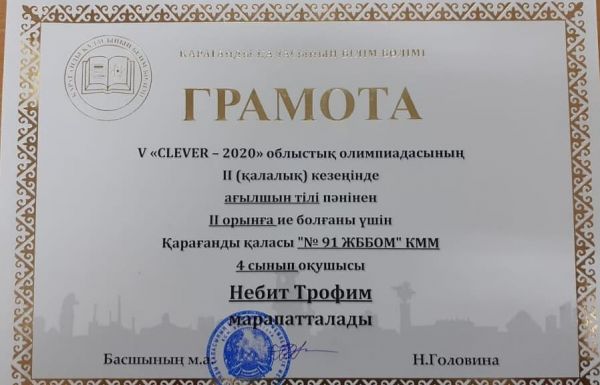 ҚАРАҒАНДЫ ҚАЛАСЫНЫҢ БІЛІМ БӨЛІМІ
ГРАМОТА
V «CLEVER – 2020» облыстық олимпиадасының
II (қалалық) кезеңінде
ағылшын тілі пәнінен
II орынға ие болғаны үшін
Қарағанды қаласы "№ 91 ЖББОМ" КММ
4 сынып оқушысы
Небит Трофим
марапатталады
Басшының м.а.
Н.Головина